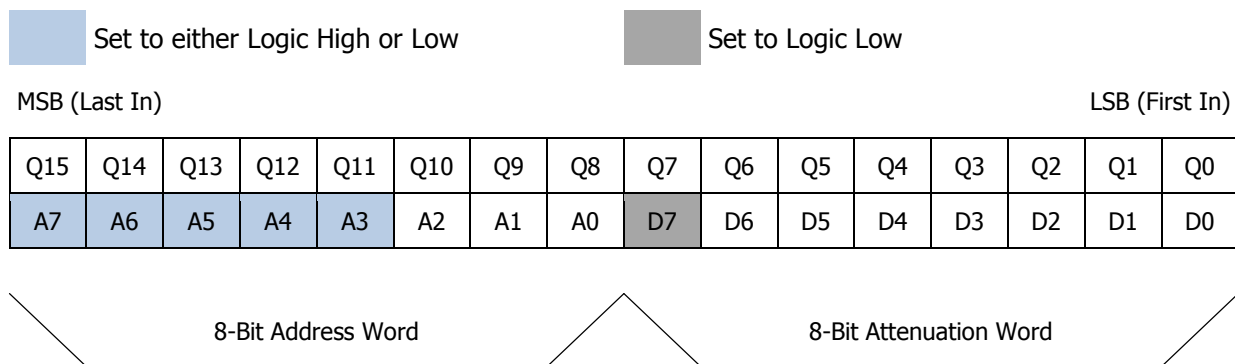 Set to either Logic High or Low Set to Logic Low
MSB (Last In) LSB (First In)
Q15 Q14 Q13 Q12 Q11 Q10 Q9 Q8 Q7 Q6 Q5 Q4 Q3 Q2 Q1 Q0
A7 A6 A5 A4 A3 A2 A1 A0 D7 D6 D5 D4 D3 D2 D1 D0
8-Bit Address Word 8-Bit Attenuation Word